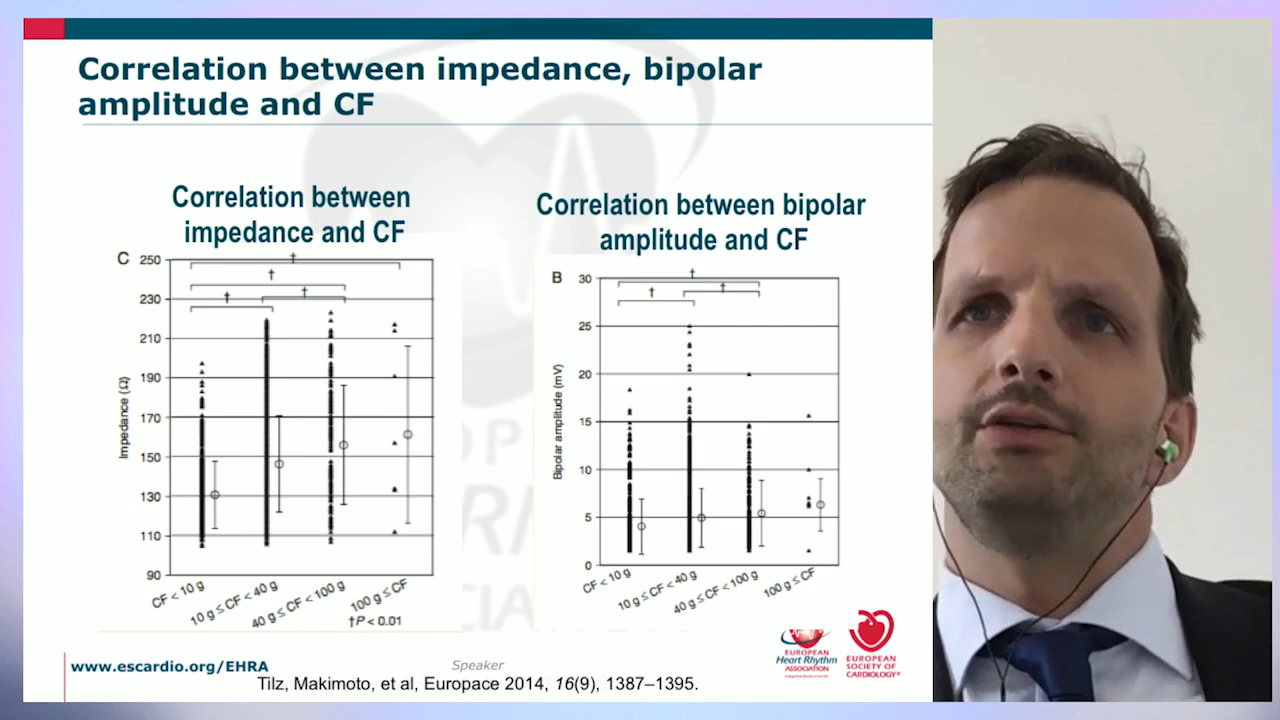 Correlation between impedance, bipolar
amplitude and CF
Correlation between
impedance and CF
C
250
230
210
190
170
150
130
110
90
Impedance (Ω)
†
†
†
†
CF < 10 g
10 g ≤ CF < 40 g
40 g ≤ CF < 100 g
100 g ≤ CF
†P < 0.01
Correlation between bipolar
amplitude and CF
B
30
25
20
15
10
5
0
Bipolar amplitude (mV)
†
†
†
CF < 10 g
10 g ≤ CF < 40 g
40 g ≤ CF < 100 g
100 g ≤ CF
www.escardio.org/EHRA
Speaker
Tilz, Makimoto, et al, Europace 2014, 16(9), 1387–1395.
EUROPEAN
Heart Rhythm
ASSOCIATION
EUROPEAN
SOCIETY OF
CARDIOLOGY®